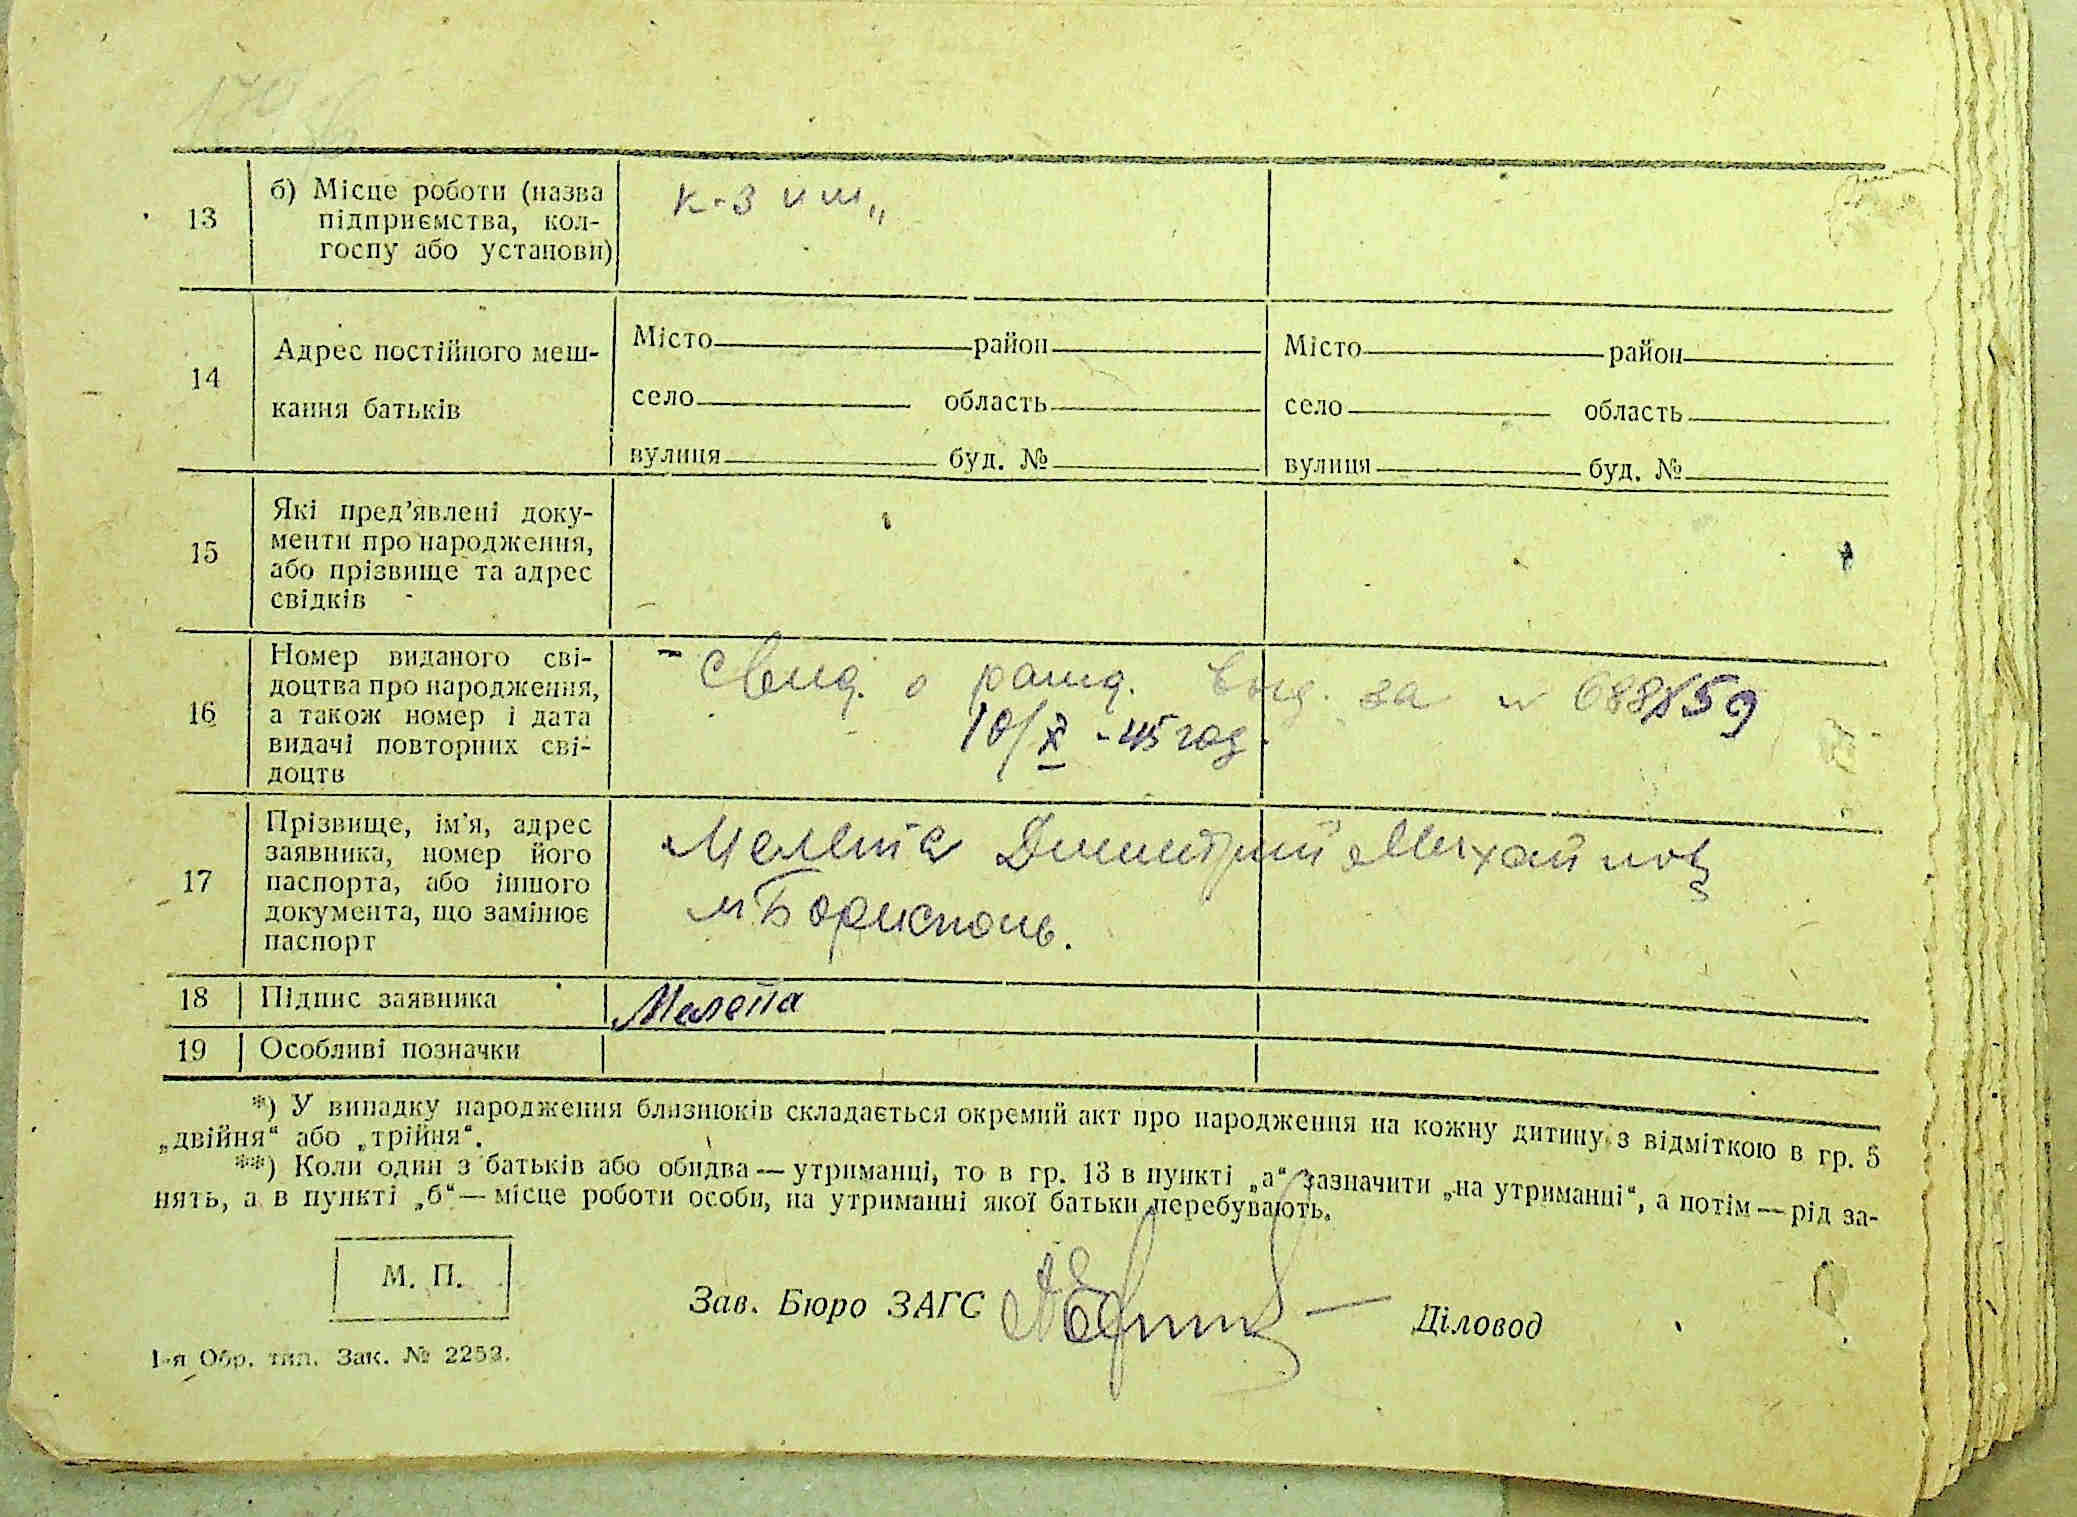 13
б) Місце роботи (назва
підприємства, кол-
госпу або установи)
к-з им„
14
Адрес постійного меш-
кання батьків
Місто район
село область
вулиця буд. №
Місто район
село область
вулиця буд. №
15
Які пред’явлені доку-
менти про народження,
або прізвище та адрес
свідків
16
Номер виданого сві-
доцтва про народження,
а також номер і дата
видачі повторних сві-
доцтв
- Свид. о рашд. выд. за №
10/X -45 год.
17
Прізвище, ім’я, адрес
заявника, номер його
паспорта, або іншого
документа, що замінює
паспорт
Мелета Димитрий Михайлов
м Борисполь.
18 Підпис заявника
Мелета
19 Особливі позначки
*) У випадку народження близнюків складається окремий акт про народження на кожну дитину з відміткою в гр. 5
„двійня“ або „трійня“.
**) Коли один з батьків або обидва — утриманці, то в гр. 13 в пункті „а“ зазначити „на утриманні“, а потім — рід за-
нять, а в пункті „б“ — місце роботи особи, на утриманні якої батьки перебувають.
М. П.
Зав. Бюро ЗАГС
Діловод
1-я Обр. тип. Зак. № 2253.